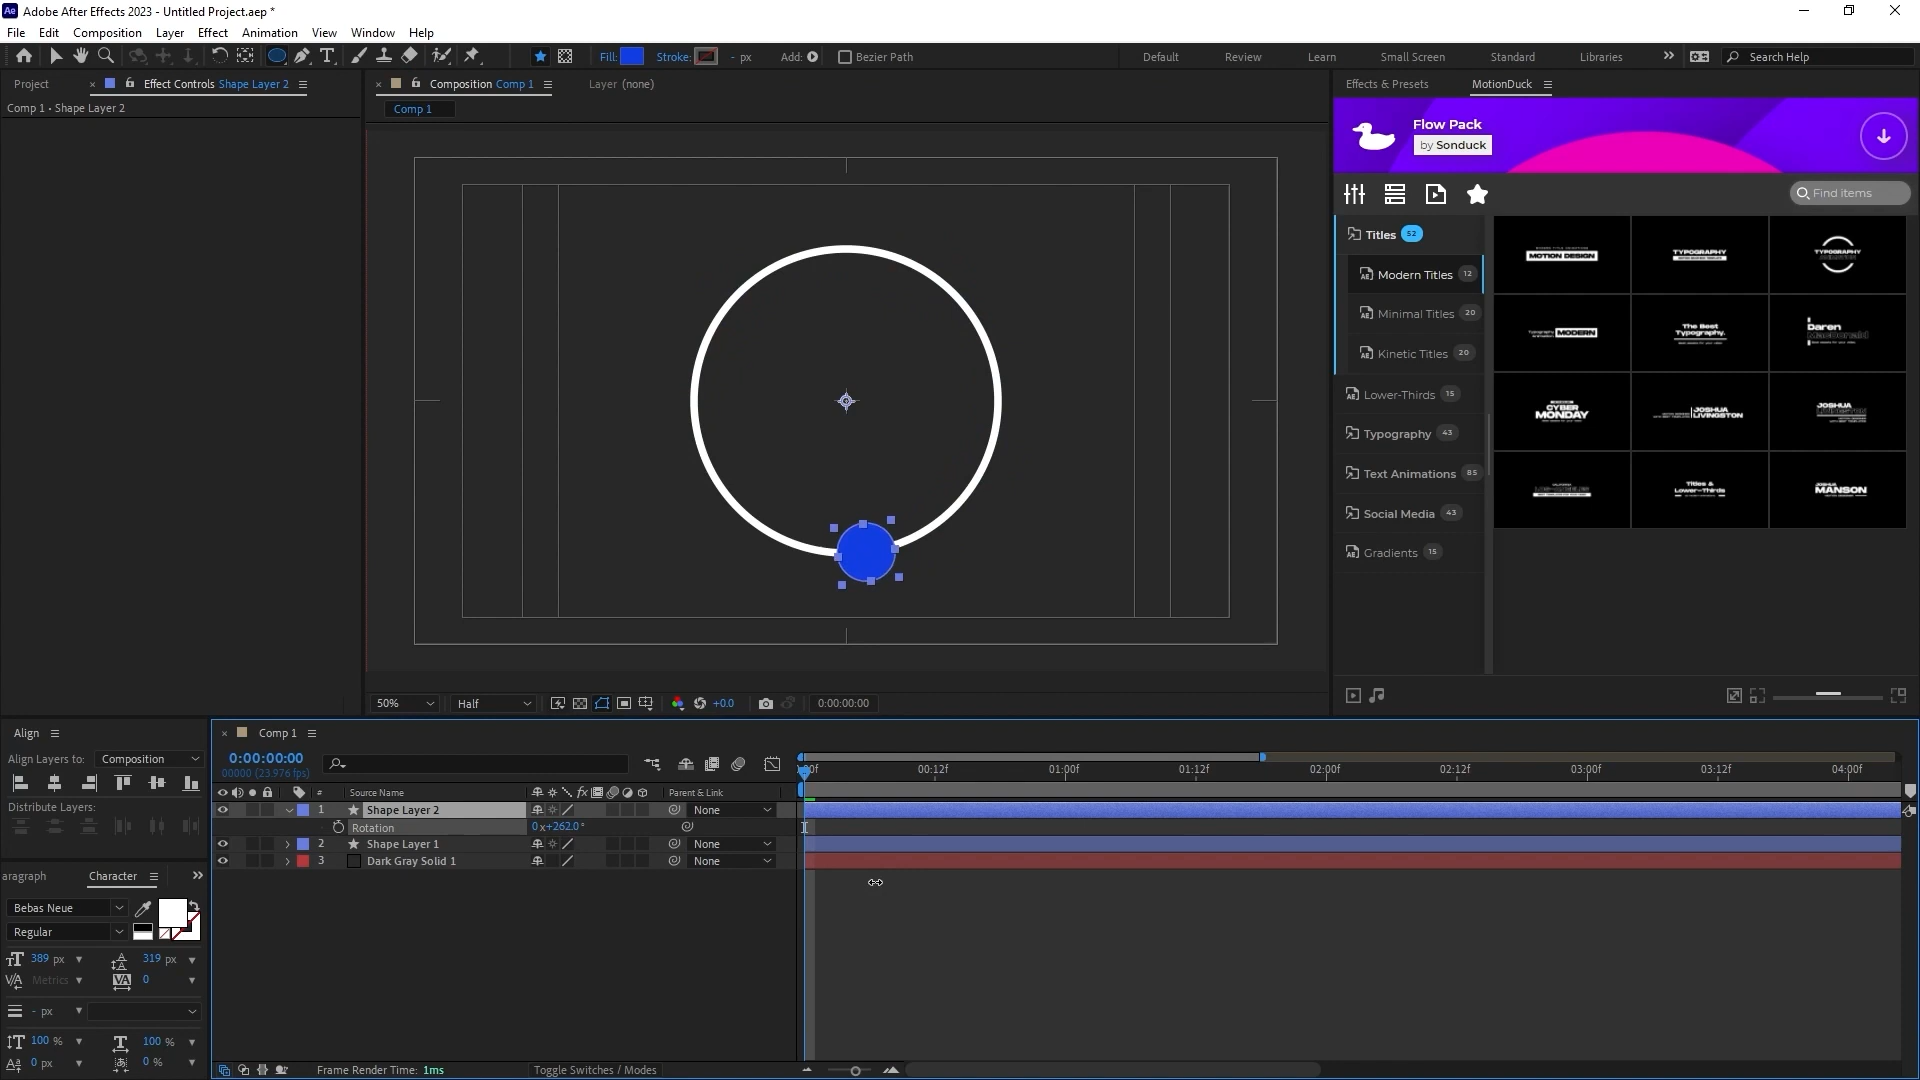 Adobe After Effects 2023 - Untitled Project.aep *
File Edit Composition Layer Effect Animation View Window Help
Fill: Stroke: - px Add: Bezier Path Default Review Learn Small Screen Standard Libraries Search Help
Project Effect Controls Shape Layer 2
Composition Comp 1 Layer (none)
Effects & Presets MotionDuck
Comp 1 • Shape Layer 2
Comp 1
Flow Pack
by Sonduck
Find items
Titles 52
Modern Titles 12
Minimal Titles 20
Kinetic Titles 20
Lower-Thirds 15
Typography 43
Text Animations 85
Social Media 43
Gradients 15
MOTION DESIGN
TYPOGRAPHY
TYPOGRAPHY
MODERN
The Best
Typography.
Daren
MacDonald
CYBER
MONDAY
JOSHUA
LIVINGSTON
JOSHUA
LIVINGSTON
LOS-ANGELES
Titles &
Lower-Thirds
JOSHUA
MANSON
50% Half +0.0 0:00:00:00
Align
Align Layers to: Composition
Distribute Layers:
Comp 1
0:00:00:00
00000 (23.976 fps)
:00f 00:12f 01:00f 01:12f 02:00f 02:12f 03:00f 03:12f 04:00f
# Source Name Parent & Link
1 Shape Layer 2 None
Rotation 0x+262.0°
2 Shape Layer 1 None
3 Dark Gray Solid 1 None
aragraph Character
Bebas Neue
Regular
389 px 319 px
Metrics 0
- px
100 % 100 %
0 px 0 %
Frame Render Time: 1ms Toggle Switches / Modes